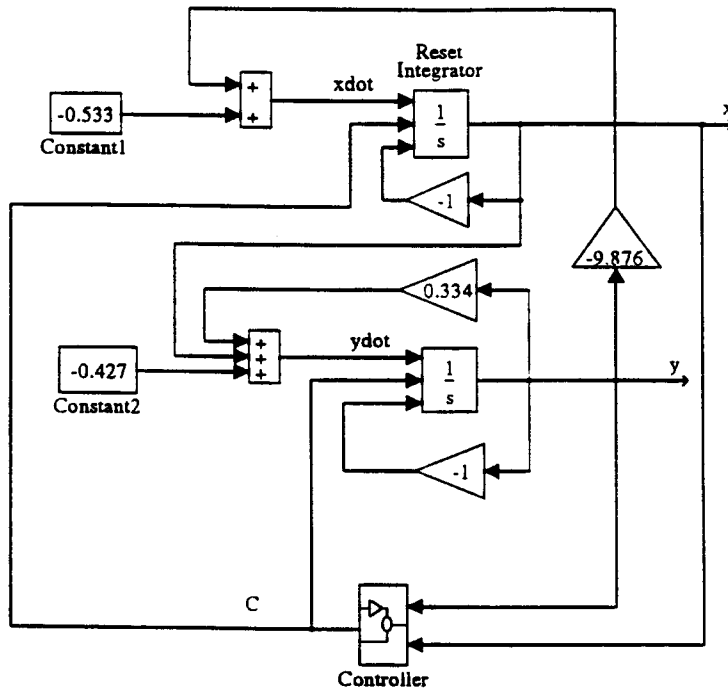 Reset
Integrator
x
xdot
+
+
-0.533
Constant1
1
s
-1
-9.876
0.334
ydot
y
+
+
+
-0.427
Constant2
1
s
-1
C
Controller